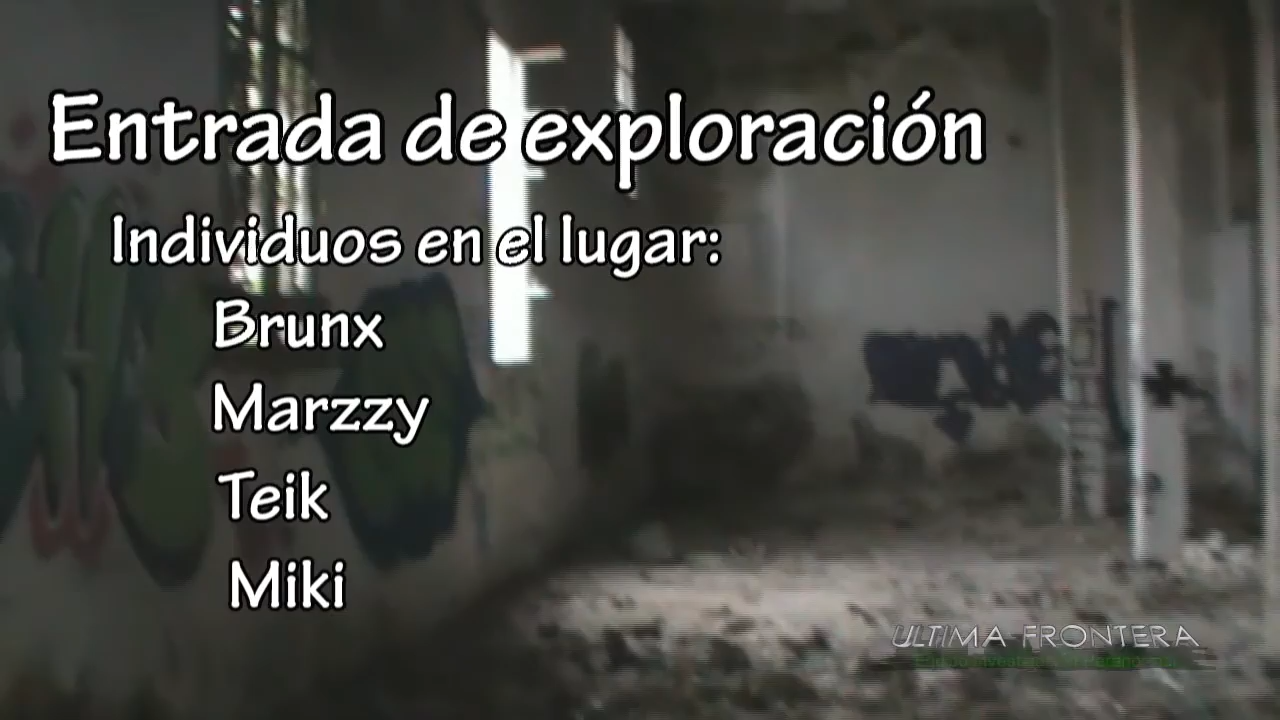 Entrada de exploración
Individuos en el lugar:
Brunx
Marzzy
Teik
Miki
ULTIMA FRONTERA